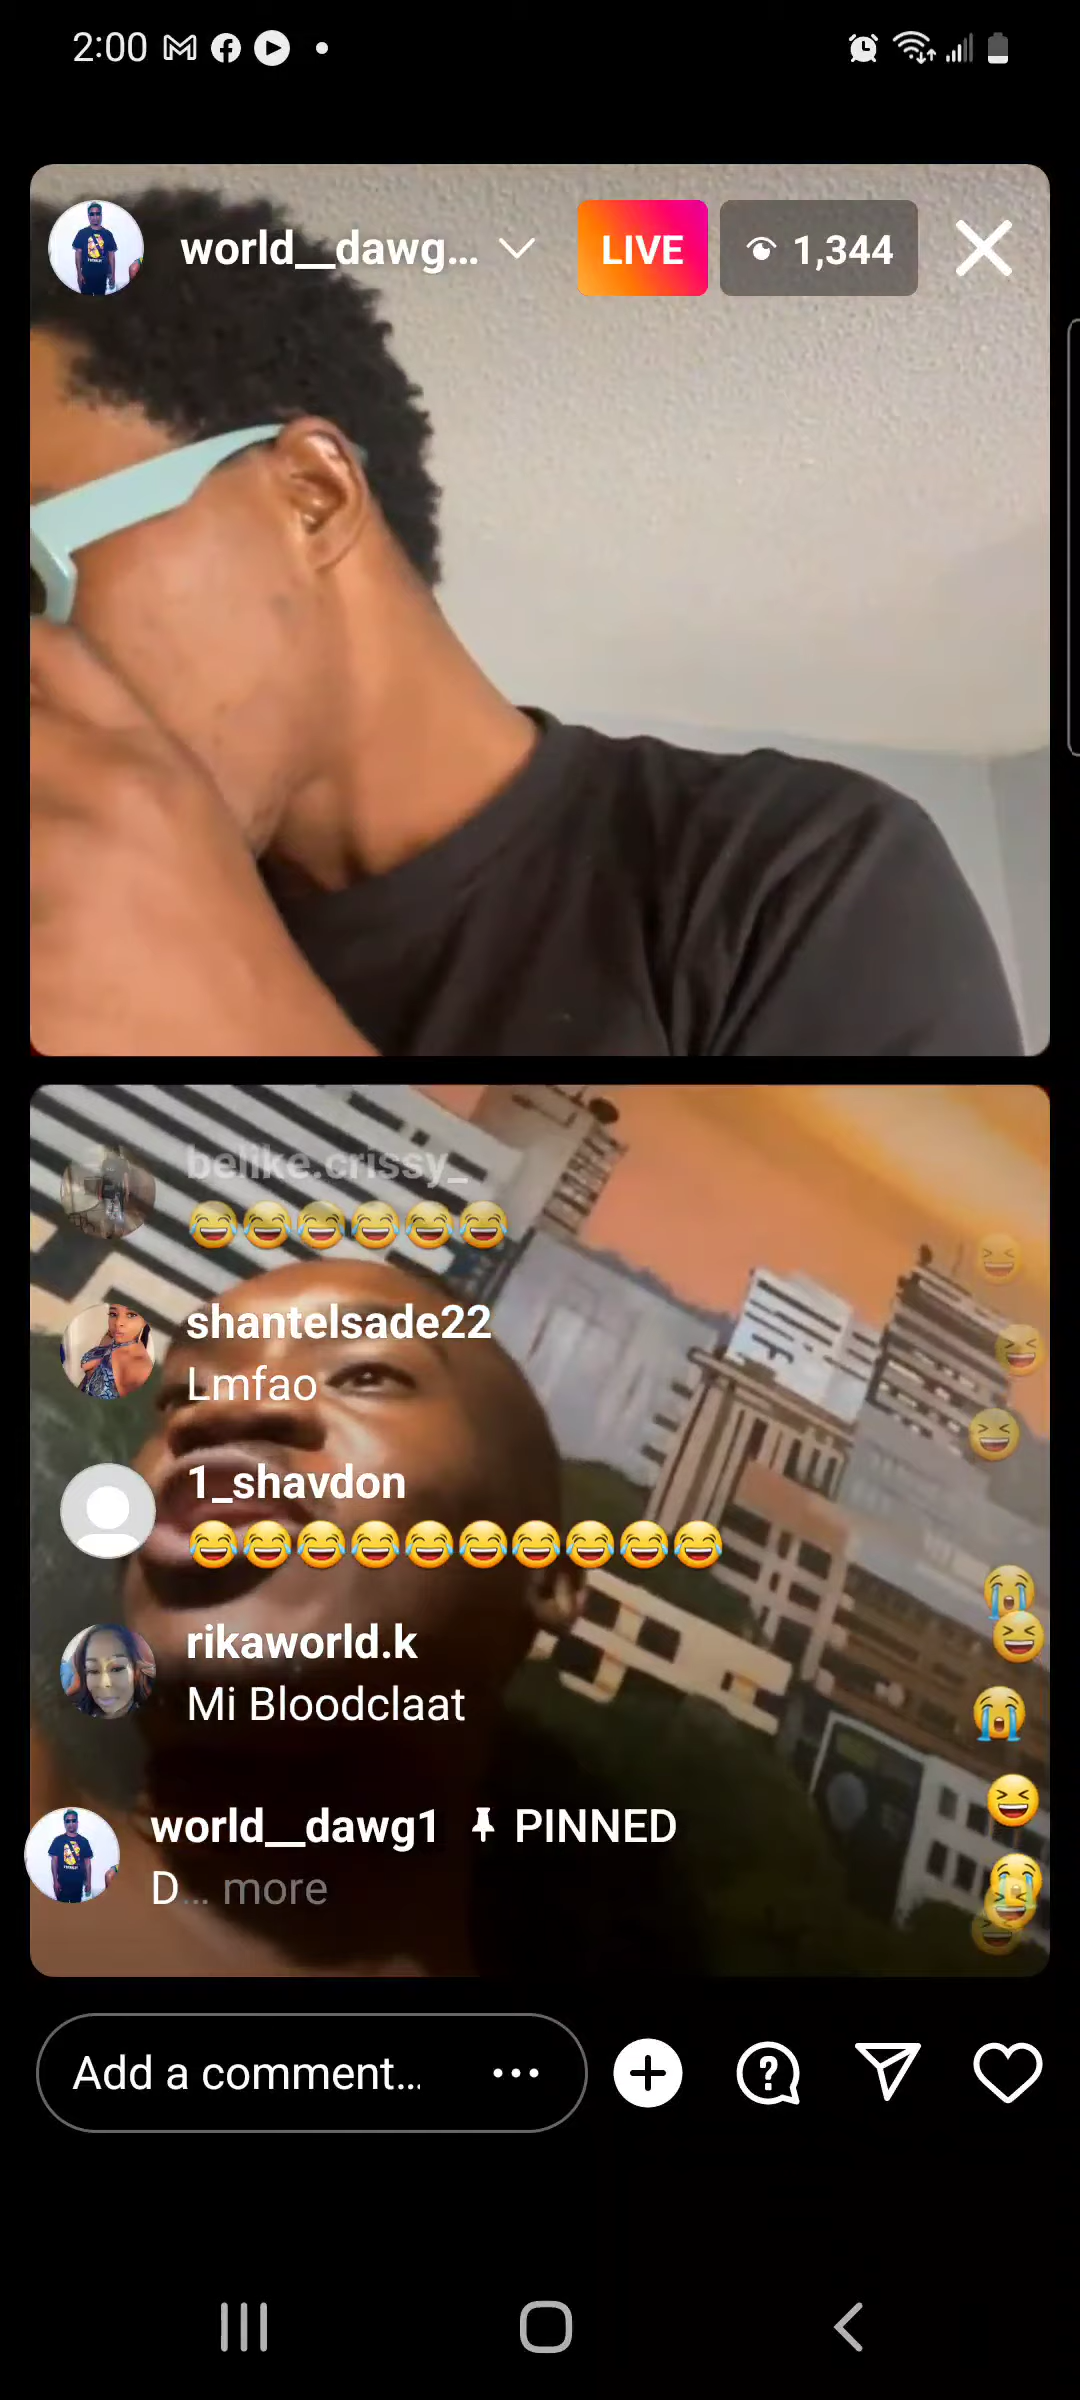 2:00
world__dawg...
LIVE
1,344
belike.crissy_
😂😂😂😂😂😂
shantelsade22
Lmfao
1_shavdon
😂😂😂😂😂😂😂😂😂😂
rikaworld.k
Mi Bloodclaat
world__dawg1 PINNED
D... more
Add a comment...